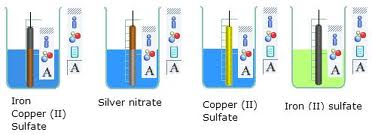 A
A
A
A
Iron
Copper (II)
Sulfate
Silver nitrate
Copper (II)
Sulfate
Iron (II) sulfate